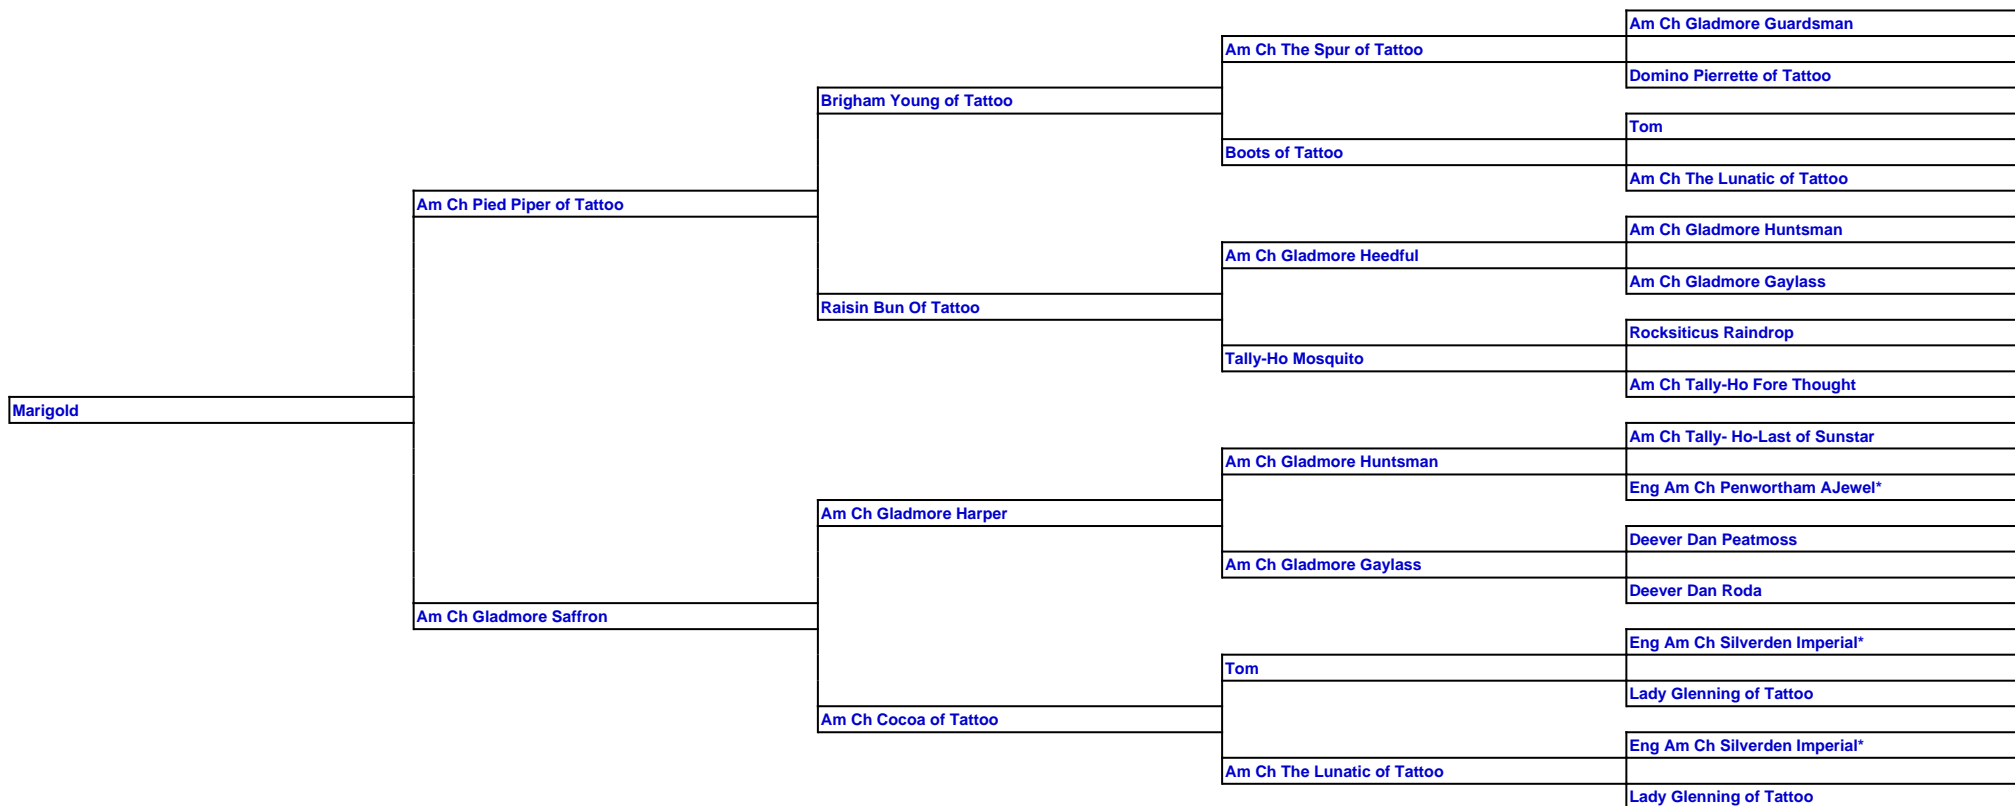 Am Ch Gladmore Guardsman
Am Ch The Spur of Tattoo
Domino Pierrette of Tattoo
Brigham Young of Tattoo
Tom
Boots of Tattoo
Am Ch The Lunatic of Tattoo
Am Ch Pied Piper of Tattoo
Am Ch Gladmore Huntsman
Am Ch Gladmore Heedful
Am Ch Gladmore Gaylass
Raisin Bun Of Tattoo
Rocksiticus Raindrop
Tally-Ho Mosquito
Am Ch Tally-Ho Fore Thought
Marigold
Am Ch Tally- Ho-Last of Sunstar
Am Ch Gladmore Huntsman
Eng Am Ch Penwortham AJewel*
Am Ch Gladmore Harper
Deever Dan Peatmoss
Am Ch Gladmore Gaylass
Deever Dan Roda
Am Ch Gladmore Saffron
Eng Am Ch Silverden Imperial*
Tom
Lady Glenning of Tattoo
Am Ch Cocoa of Tattoo
Eng Am Ch Silverden Imperial*
Am Ch The Lunatic of Tattoo
Lady Glenning of Tattoo